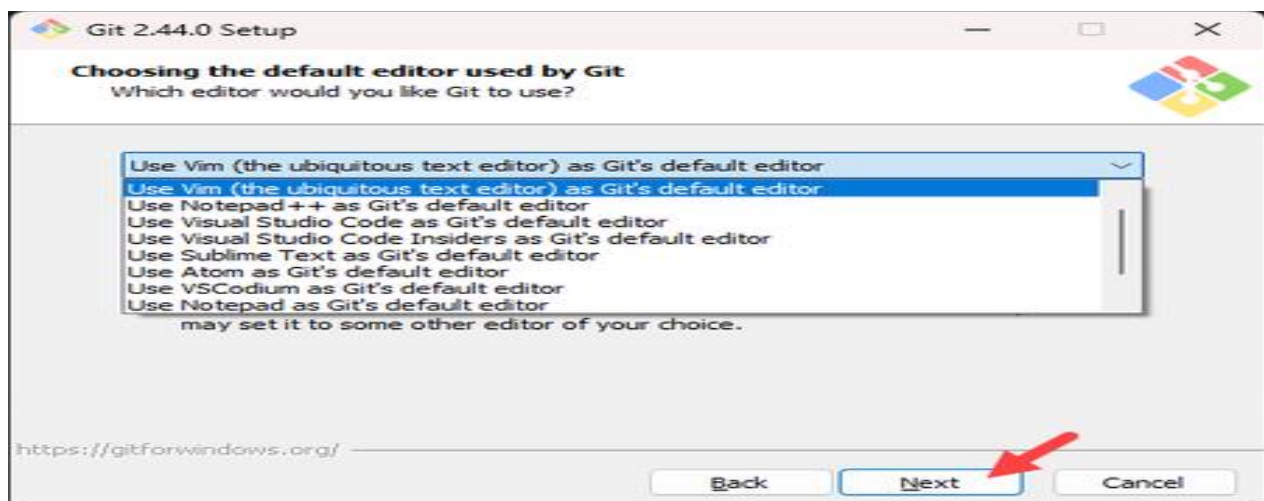 Git 2.44.0 Setup
Choosing the default editor used by Git
Which editor would you like Git to use?
Use Vim (the ubiquitous text editor) as Git's default editor
Use Vim (the ubiquitous text editor) as Git's default editor
Use Notepad++ as Git's default editor
Use Visual Studio Code as Git's default editor
Use Visual Studio Code Insiders as Git's default editor
Use Sublime Text as Git's default editor
Use Atom as Git's default editor
Use VSCodium as Git's default editor
Use Notepad as Git's default editor
may set it to some other editor of your choice.
https://gitforwindows.org/
Back Next Cancel